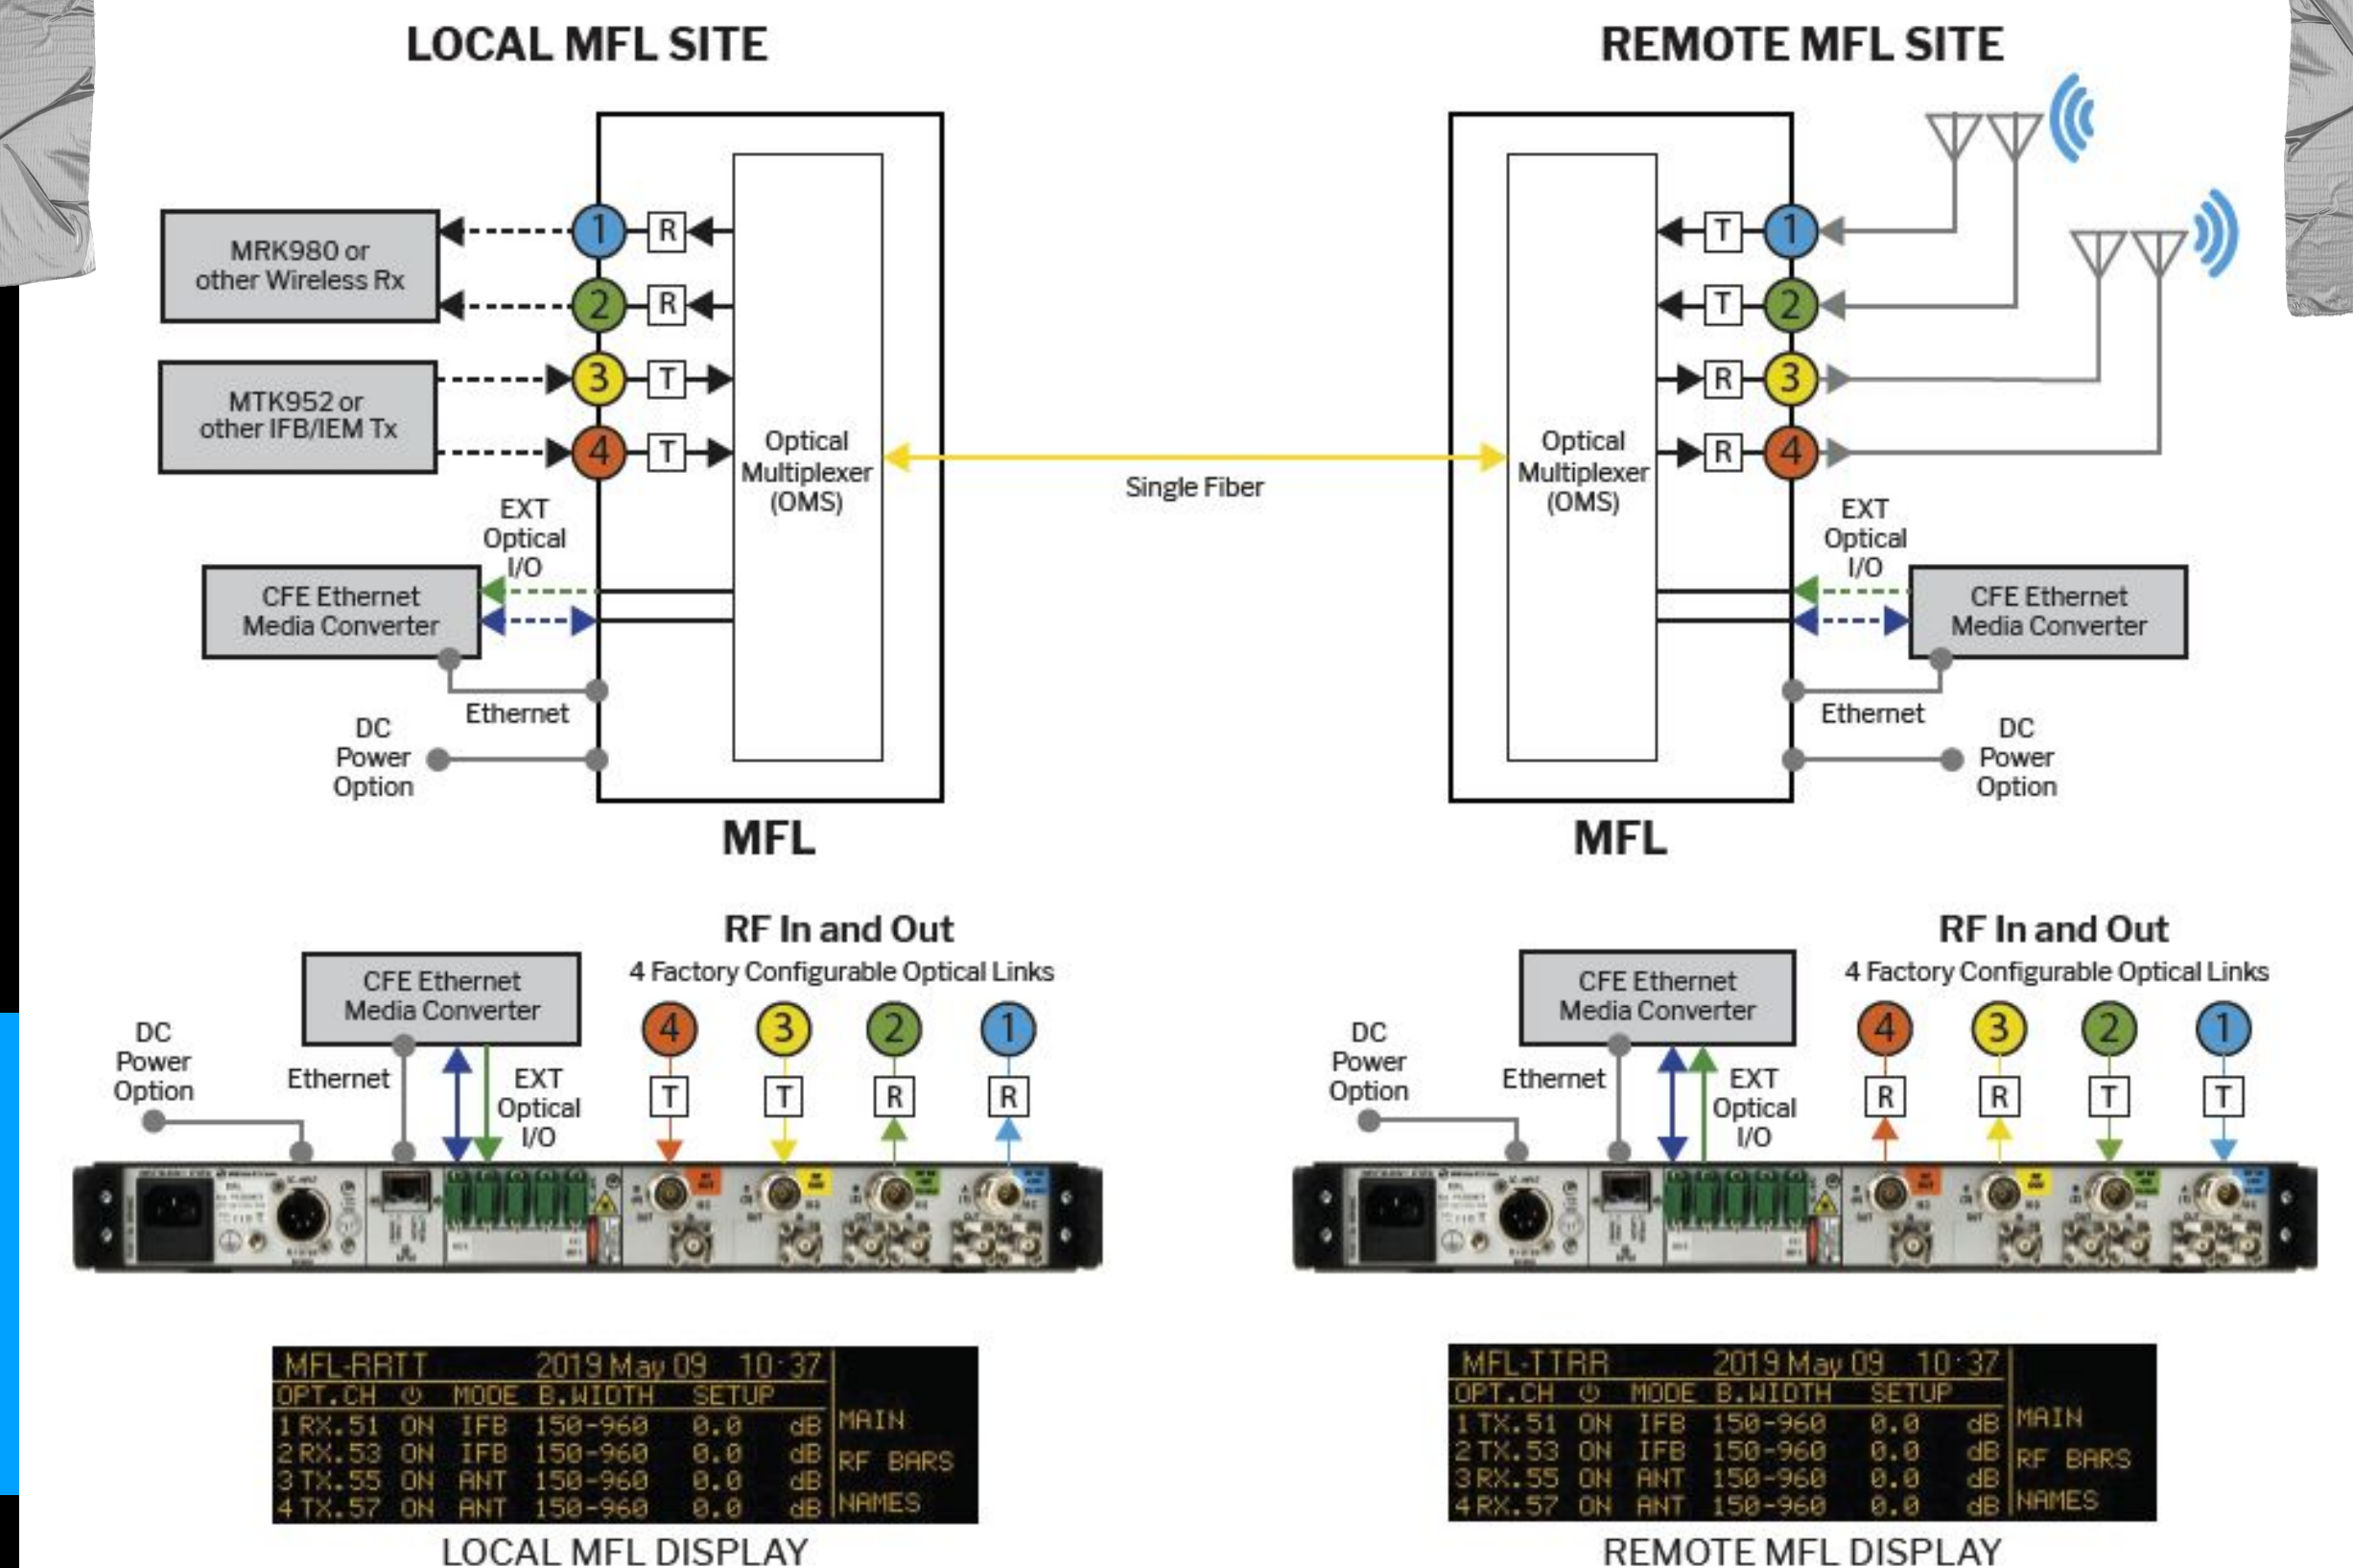 LOCAL MFL SITE
REMOTE MFL SITE
MRK980 or
other Wireless Rx
MTK952 or
other IFB/IEM Tx
1
R
2
R
3
T
4
T
Optical
Multiplexer
(OMS)
EXT
Optical
I/O
CFE Ethernet
Media Converter
Ethernet
DC
Power
Option
MFL
Single Fiber
Optical
Multiplexer
(OMS)
T
1
T
2
R
3
R
4
EXT
Optical
I/O
CFE Ethernet
Media Converter
Ethernet
DC
Power
Option
MFL
RF In and Out
4 Factory Configurable Optical Links
CFE Ethernet
Media Converter
4
3
2
1
DC
Power
Option
Ethernet
EXT
Optical
I/O
T
T
R
R
RF In and Out
4 Factory Configurable Optical Links
CFE Ethernet
Media Converter
4
3
2
1
DC
Power
Option
Ethernet
EXT
Optical
I/O
R
R
T
T
MFL-RRTT 2019 May 09 10:37
OPT.CH MODE B.WIDTH SETUP
1 RX.51 ON IFB 150-960 0.0 dB
2 RX.53 ON IFB 150-960 0.0 dB
3 TX.55 ON ANT 150-960 0.0 dB
4 TX.57 ON ANT 150-960 0.0 dB
MAIN
RF BARS
NAMES
LOCAL MFL DISPLAY
MFL-TTRR 2019 May 09 10:37
OPT.CH MODE B.WIDTH SETUP
1 TX.51 ON IFB 150-960 0.0 dB
2 TX.53 ON IFB 150-960 0.0 dB
3 RX.55 ON ANT 150-960 0.0 dB
4 RX.57 ON ANT 150-960 0.0 dB
MAIN
RF BARS
NAMES
REMOTE MFL DISPLAY